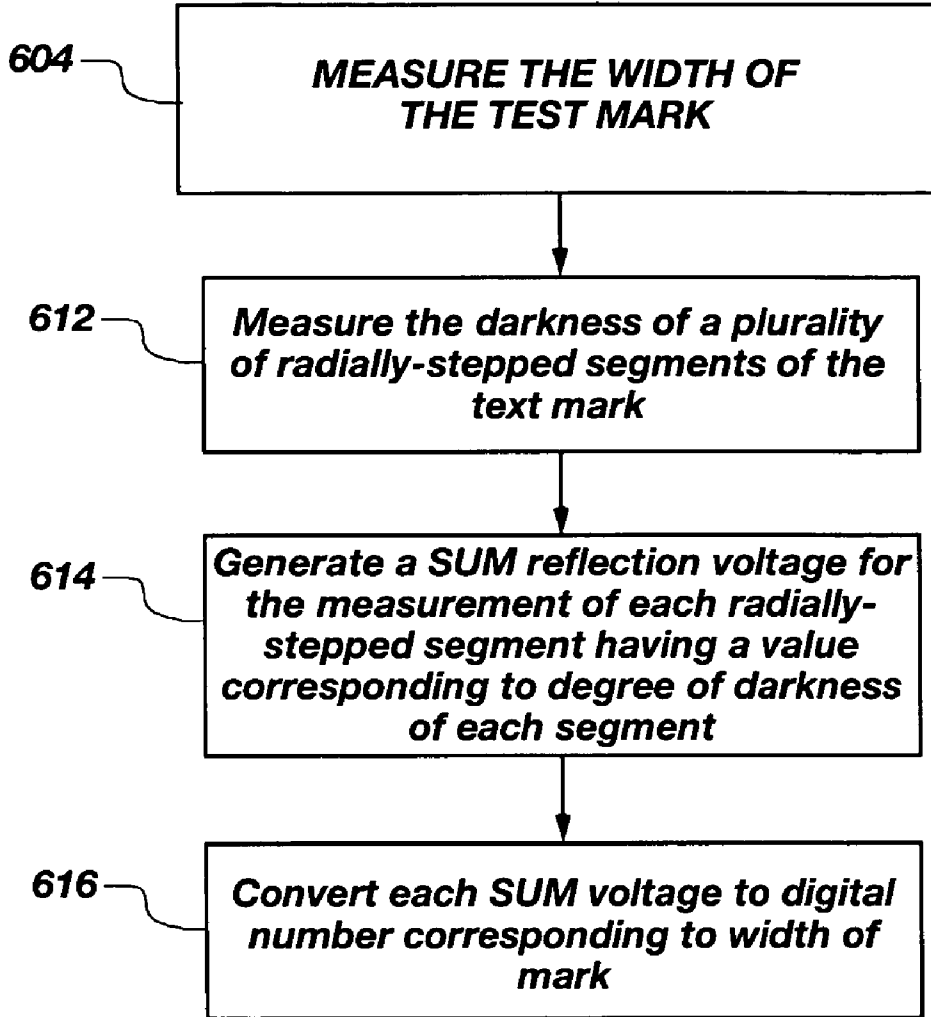 604
MEASURE THE WIDTH OF
THE TEST MARK
612
Measure the darkness of a plurality
of radially-stepped segments of the
text mark
614
Generate a SUM reflection voltage for
the measurement of each radially-
stepped segment having a value
corresponding to degree of darkness
of each segment
616
Convert each SUM voltage to digital
number corresponding to width of
mark